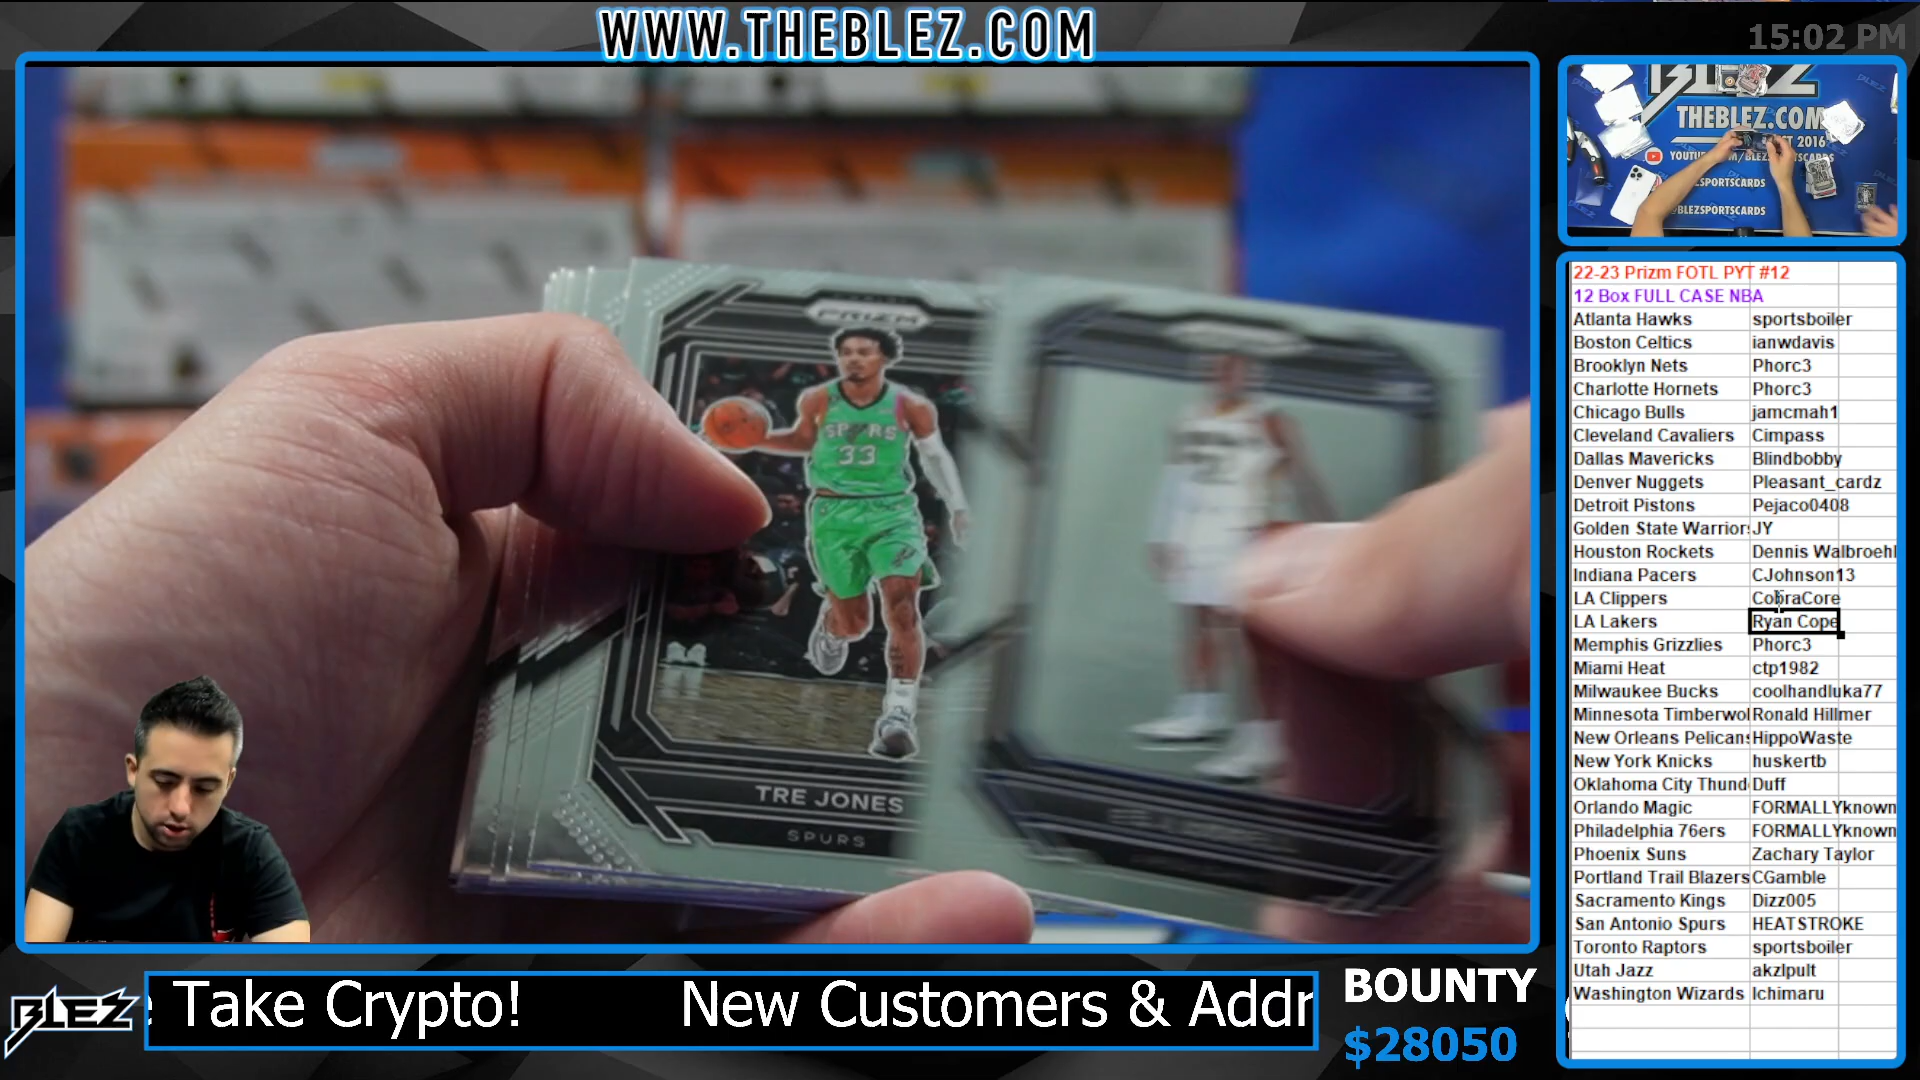 WWW.THEBLEZ.COM
15:02 PM
BLEZ
THEBLEZ.COM
ST 2016
SPORTSCARDS
@BLEZSPORTSCARDS
PRIZM
SPURS
33
TRE JONES
SPURS
22-23 Prizm FOTL PYT #12
12 Box FULL CASE NBA
Atlanta Hawks sportsboiler
Boston Celtics ianwdavis
Brooklyn Nets Phorc3
Charlotte Hornets Phorc3
Chicago Bulls jamcmah1
Cleveland Cavaliers Cimpass
Dallas Mavericks Blindbobby
Denver Nuggets Pleasant_cardz
Detroit Pistons Pejaco0408
Golden State Warriors JY
Houston Rockets Dennis Walbroehl
Indiana Pacers CJohnson13
LA Clippers CobraCore
LA Lakers Ryan Cope
Memphis Grizzlies Phorc3
Miami Heat ctp1982
Milwaukee Bucks coolhandluka77
Minnesota Timberwol Ronald Hillmer
New Orleans Pelicans HippoWaste
New York Knicks huskertb
Oklahoma City Thund Duff
Orlando Magic FORMALLYknown
Philadelphia 76ers FORMALLYknown
Phoenix Suns Zachary Taylor
Portland Trail Blazers CGamble
Sacramento Kings Dizz005
San Antonio Spurs HEATSTROKE
Toronto Raptors sportsboiler
Utah Jazz akzlpult
Washington Wizards Ichimaru
BLEZ
e Take Crypto! New Customers & Addr
BOUNTY
$28050